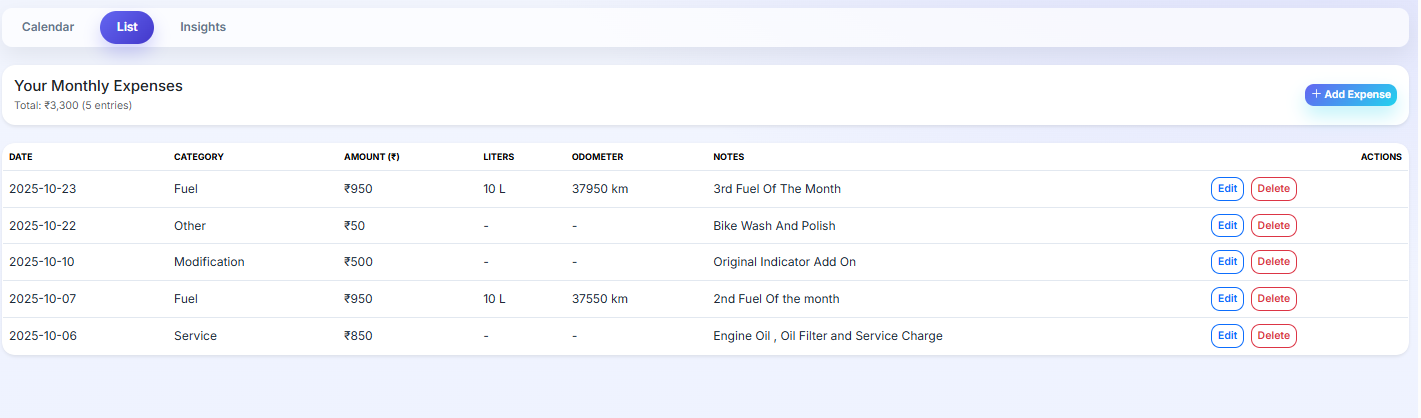 Calendar List Insights
Your Monthly Expenses
Total: ₹3,300 (5 entries)
+ Add Expense
DATE CATEGORY AMOUNT (₹) LITERS ODOMETER NOTES ACTIONS
2025-10-23 Fuel ₹950 10 L 37950 km 3rd Fuel Of The Month Edit Delete
2025-10-22 Other ₹50 - - Bike Wash And Polish Edit Delete
2025-10-10 Modification ₹500 - - Original Indicator Add On Edit Delete
2025-10-07 Fuel ₹950 10 L 37550 km 2nd Fuel Of the month Edit Delete
2025-10-06 Service ₹850 - - Engine Oil , Oil Filter and Service Charge Edit Delete